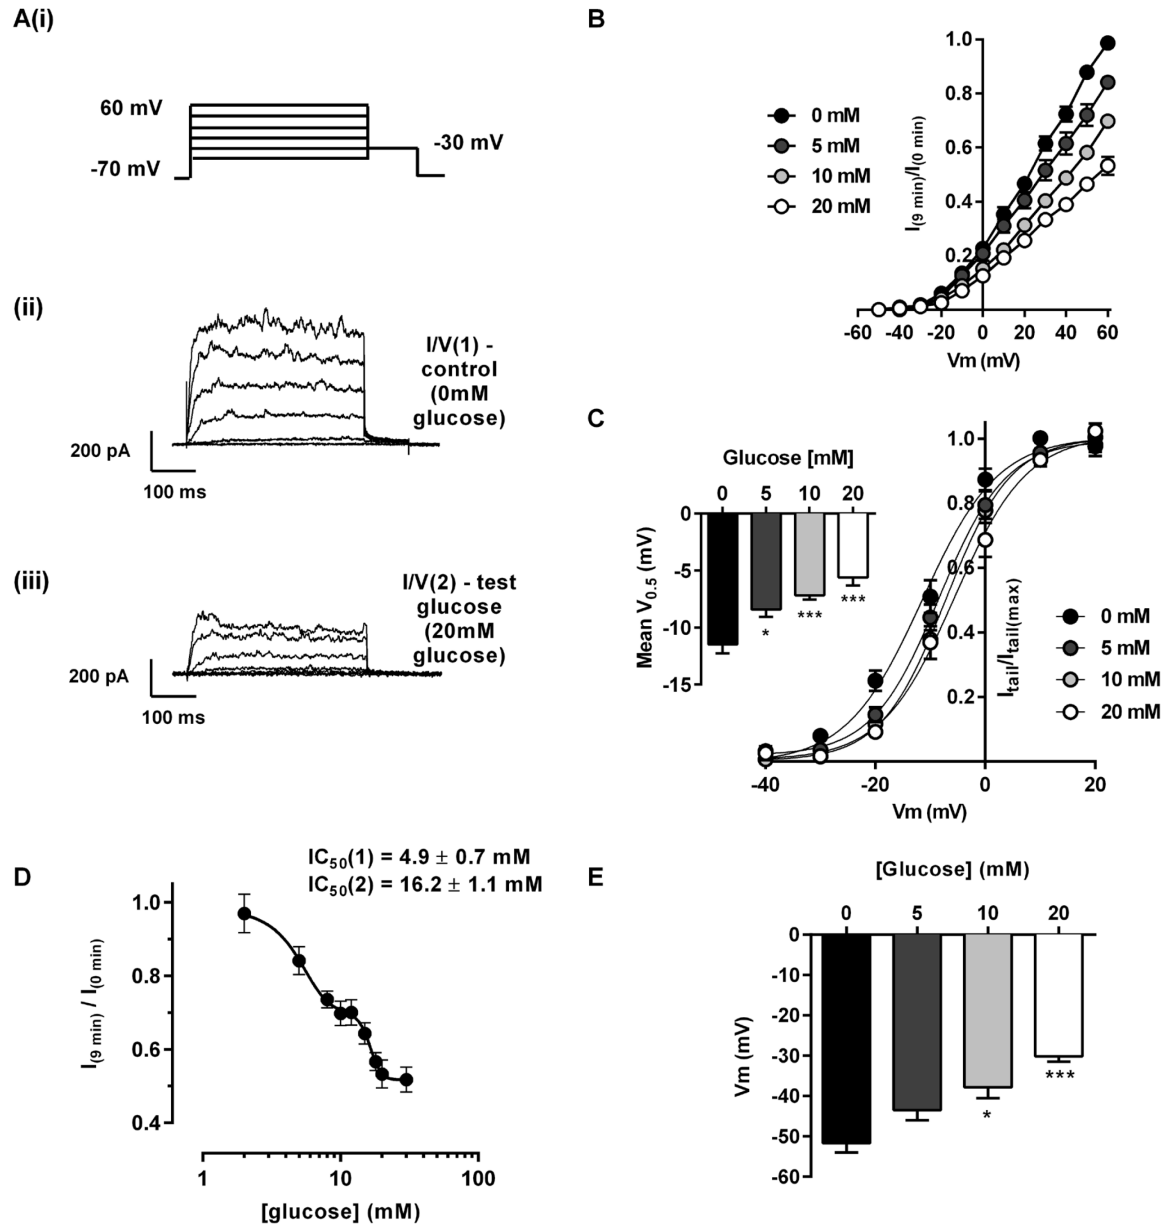 A(i)
60 mV
-70 mV
-30 mV
(ii)
I/V(1) -
control
(0mM
glucose)
200 pA
100 ms
(iii)
I/V(2) - test
glucose
(20mM
glucose)
200 pA
100 ms
B
0 mM
5 mM
10 mM
20 mM
I(9 min)/I(0 min)
1.0
0.8
0.6
0.4
0.2
-60 -40 -20 0 20 40 60
Vm (mV)
C
Glucose [mM]
0 5 10 20
Mean V0.5 (mV)
0
-5
-10
-15
*
***
***
1.0
0.8
0.6
0.4
0.2
Itail/Itail(max)
0 mM
5 mM
10 mM
20 mM
-40 -20 0 20
Vm (mV)
D
IC50(1) = 4.9 ± 0.7 mM
IC50(2) = 16.2 ± 1.1 mM
I(9 min) / I(0 min)
1.0
0.8
0.6
0.4
1 10 100
[glucose] (mM)
E
[Glucose] (mM)
0 5 10 20
Vm (mV)
0
-10
-20
-30
-40
-50
-60
*
***